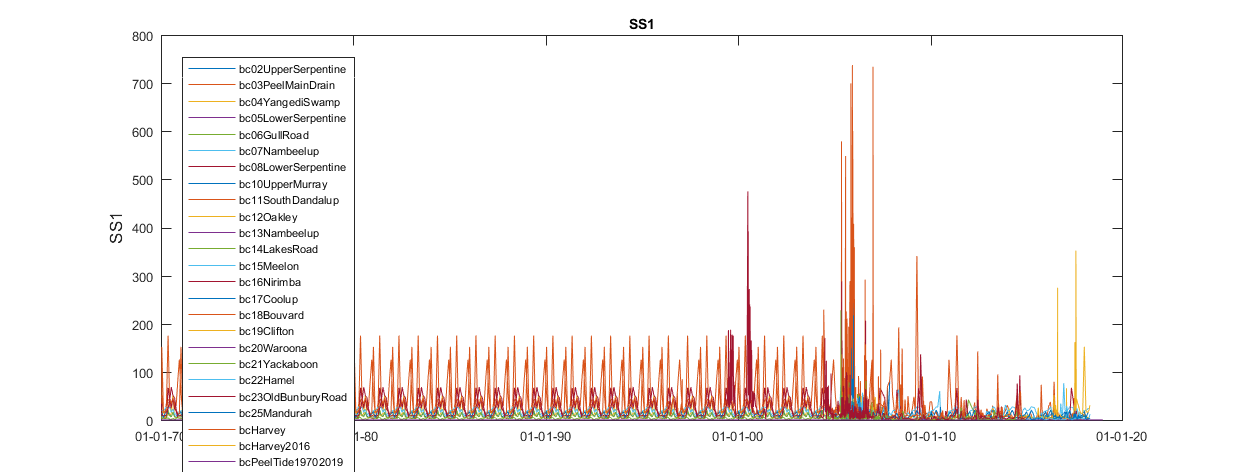 SS1
800
700
600
500
400
300
200
100
0
SS1
bc02UpperSerpentine
bc03PeelMainDrain
bc04YangediSwamp
bc05LowerSerpentine
bc06GullRoad
bc07Nambeelup
bc08LowerSerpentine
bc10UpperMurray
bc11SouthDandalup
bc12Oakley
bc13Nambeelup
bc14LakesRoad
bc15Meelon
bc16Nirimba
bc17Coolup
bc18Bouvard
bc19Clifton
bc20Waroona
bc21Yackaboon
bc22Hamel
bc23OldBunburyRoad
bc25Mandurah
bcHarvey
bcHarvey2016
bcPeelTide19702019
01-01-70
-80
01-01-90
01-01-00
01-01-10
01-01-20